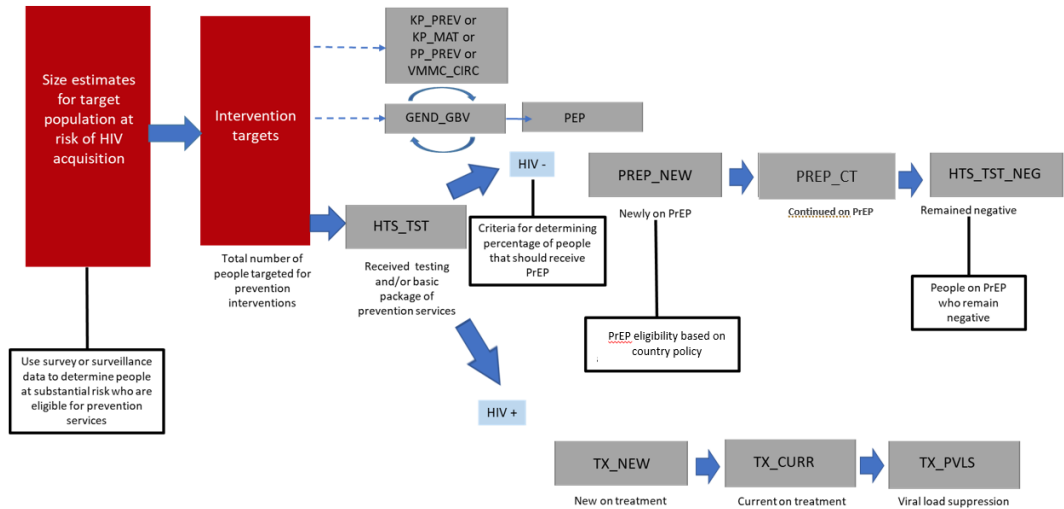 Size estimates
for target
population at
risk of HIV
acquisition
Use survey or surveillance
data to determine people
at substantial risk who are
eligible for prevention
services
Intervention
targets
Total number of
people targeted for
prevention
interventions
KP_PREV or
KP_MAT or
PP_PREV or
VMMC_CIRC
GEND_GBV
PEP
HTS_TST
Received testing
and/or basic
package of
prevention services
HIV -
Criteria for determining
percentage of people
that should receive
PrEP
HIV +
PREP_NEW
Newly on PrEP
PrEP eligibility based on
country policy
PREP_CT
Continued on PrEP
HTS_TST_NEG
Remained negative
People on PrEP
who remain
negative
TX_NEW
New on treatment
TX_CURR
Current on treatment
TX_PVLS
Viral load suppression